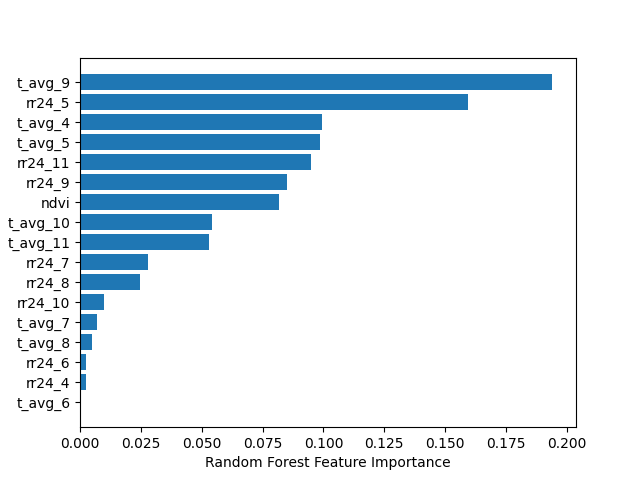 t_avg_9
rr24_5
t_avg_4
t_avg_5
rr24_11
rr24_9
ndvi
t_avg_10
t_avg_11
rr24_7
rr24_8
rr24_10
t_avg_7
t_avg_8
rr24_6
rr24_4
t_avg_6
0.000 0.025 0.050 0.075 0.100 0.125 0.150 0.175 0.200
Random Forest Feature Importance